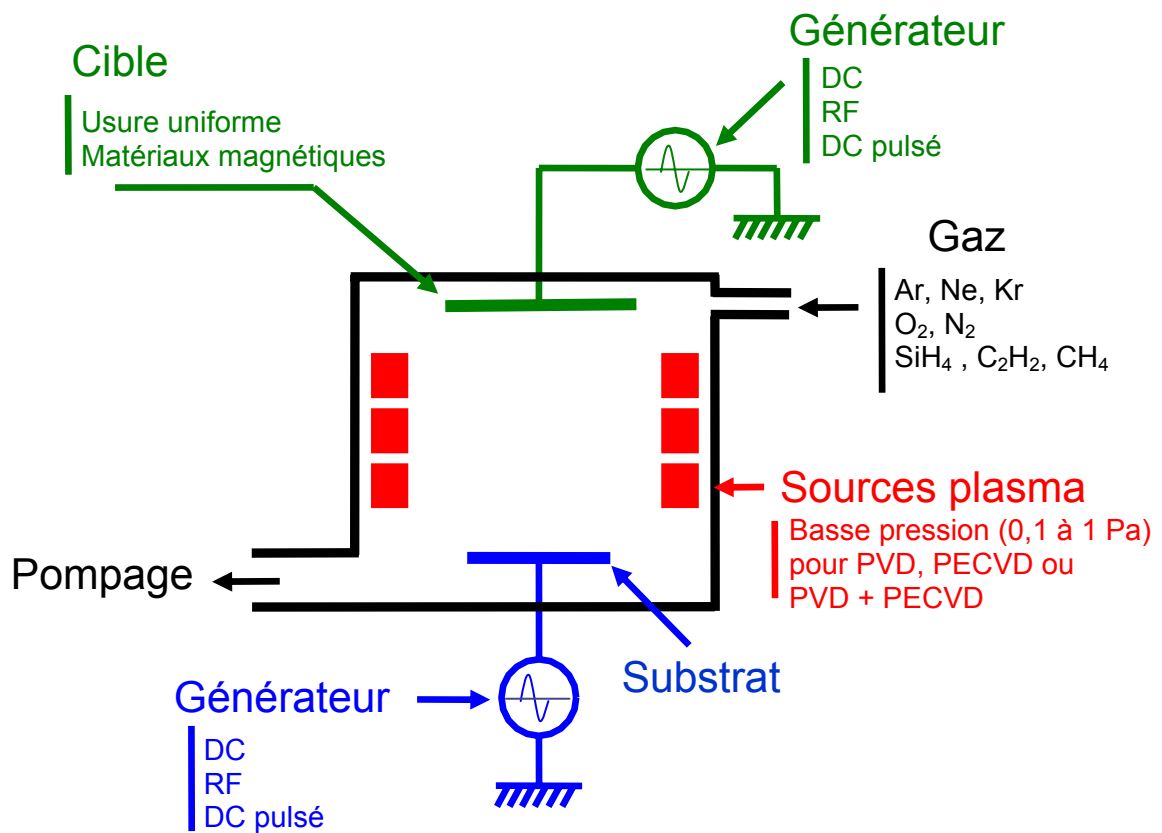 Générateur
DC
RF
DC pulsé
Cible
Usure uniforme
Matériaux magnétiques
Gaz
Ar, Ne, Kr
O₂, N₂
SiH₄ , C₂H₂, CH₄
Sources plasma
Basse pression (0,1 à 1 Pa)
pour PVD, PECVD ou
PVD + PECVD
Pompage
Substrat
Générateur
DC
RF
DC pulsé